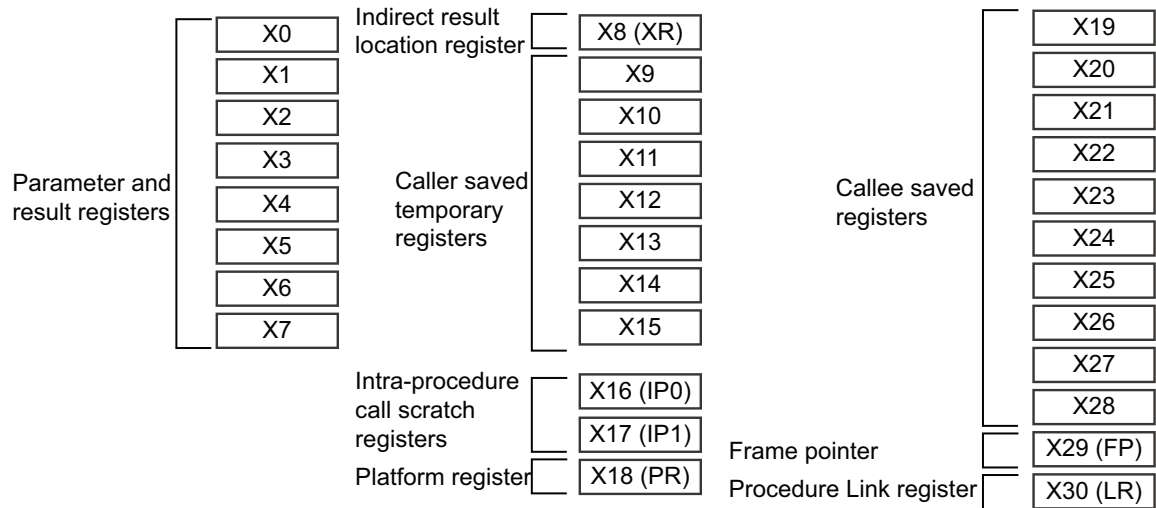 Parameter and
result registers
X0
X1
X2
X3
X4
X5
X6
X7
Indirect result
location register
X8 (XR)
Caller saved
temporary
registers
X9
X10
X11
X12
X13
X14
X15
Intra-procedure
call scratch
registers
X16 (IP0)
X17 (IP1)
Platform register
X18 (PR)
Callee saved
registers
X19
X20
X21
X22
X23
X24
X25
X26
X27
X28
Frame pointer
X29 (FP)
Procedure Link register
X30 (LR)